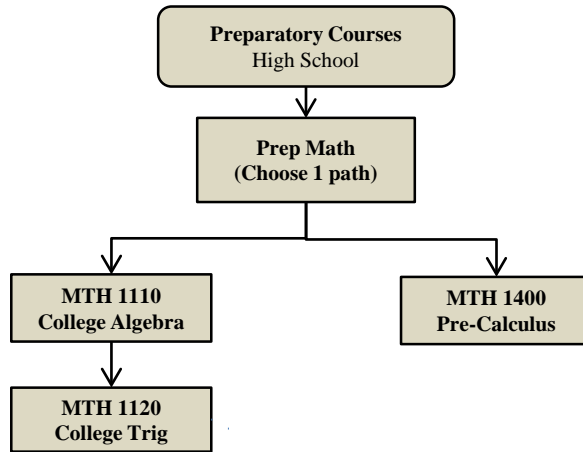 Preparatory Courses
High School
Prep Math
(Choose 1 path)
MTH 1110
College Algebra
MTH 1400
Pre-Calculus
MTH 1120
College Trig